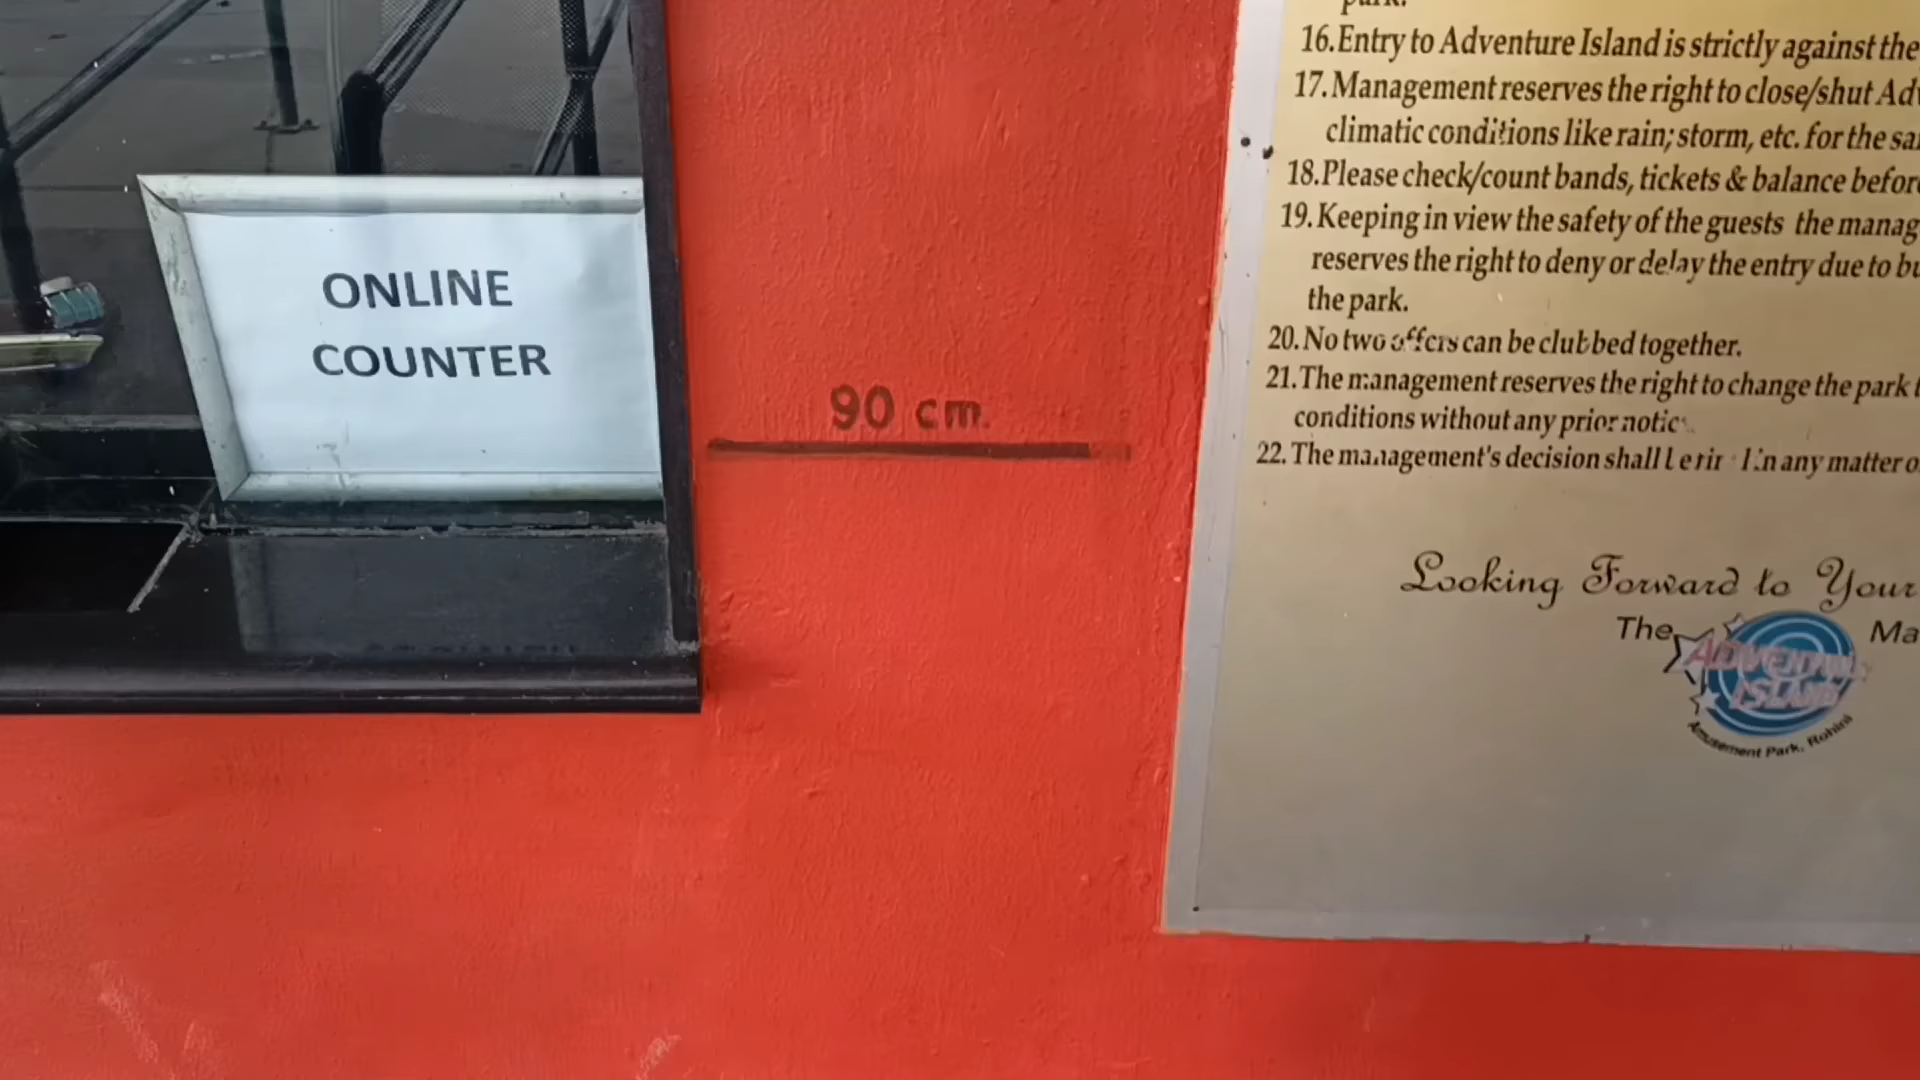 ONLINE
COUNTER
90 cm.
park.
16. Entry to Adventure Island is strictly against the
17. Management reserves the right to close/shut Adv
climatic conditions like rain; storm, etc. for the sa
18. Please check/count bands, tickets & balance befor
19. Keeping in view the safety of the guests the manag
reserves the right to deny or delay the entry due to bu
the park.
20. No two offers can be clubbed together.
21. The management reserves the right to change the park t
conditions without any prior notic
22. The management's decision shall in any matter o
Looking Forward to Your
The
ADVENTURE
ISLAND
Ma
Amusement Park, Rohini